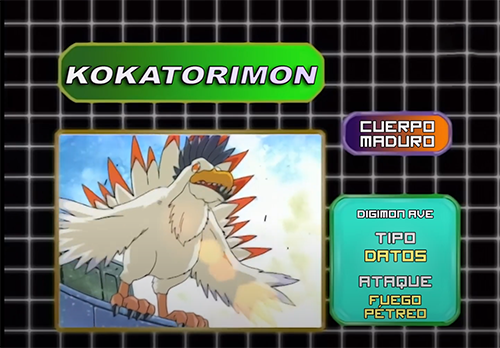 KOKATORIMON
CUERPO
MADURO
DIGIMON AVE
TIPO
DATOS
ATAQUE
FUEGO
PÉTREO